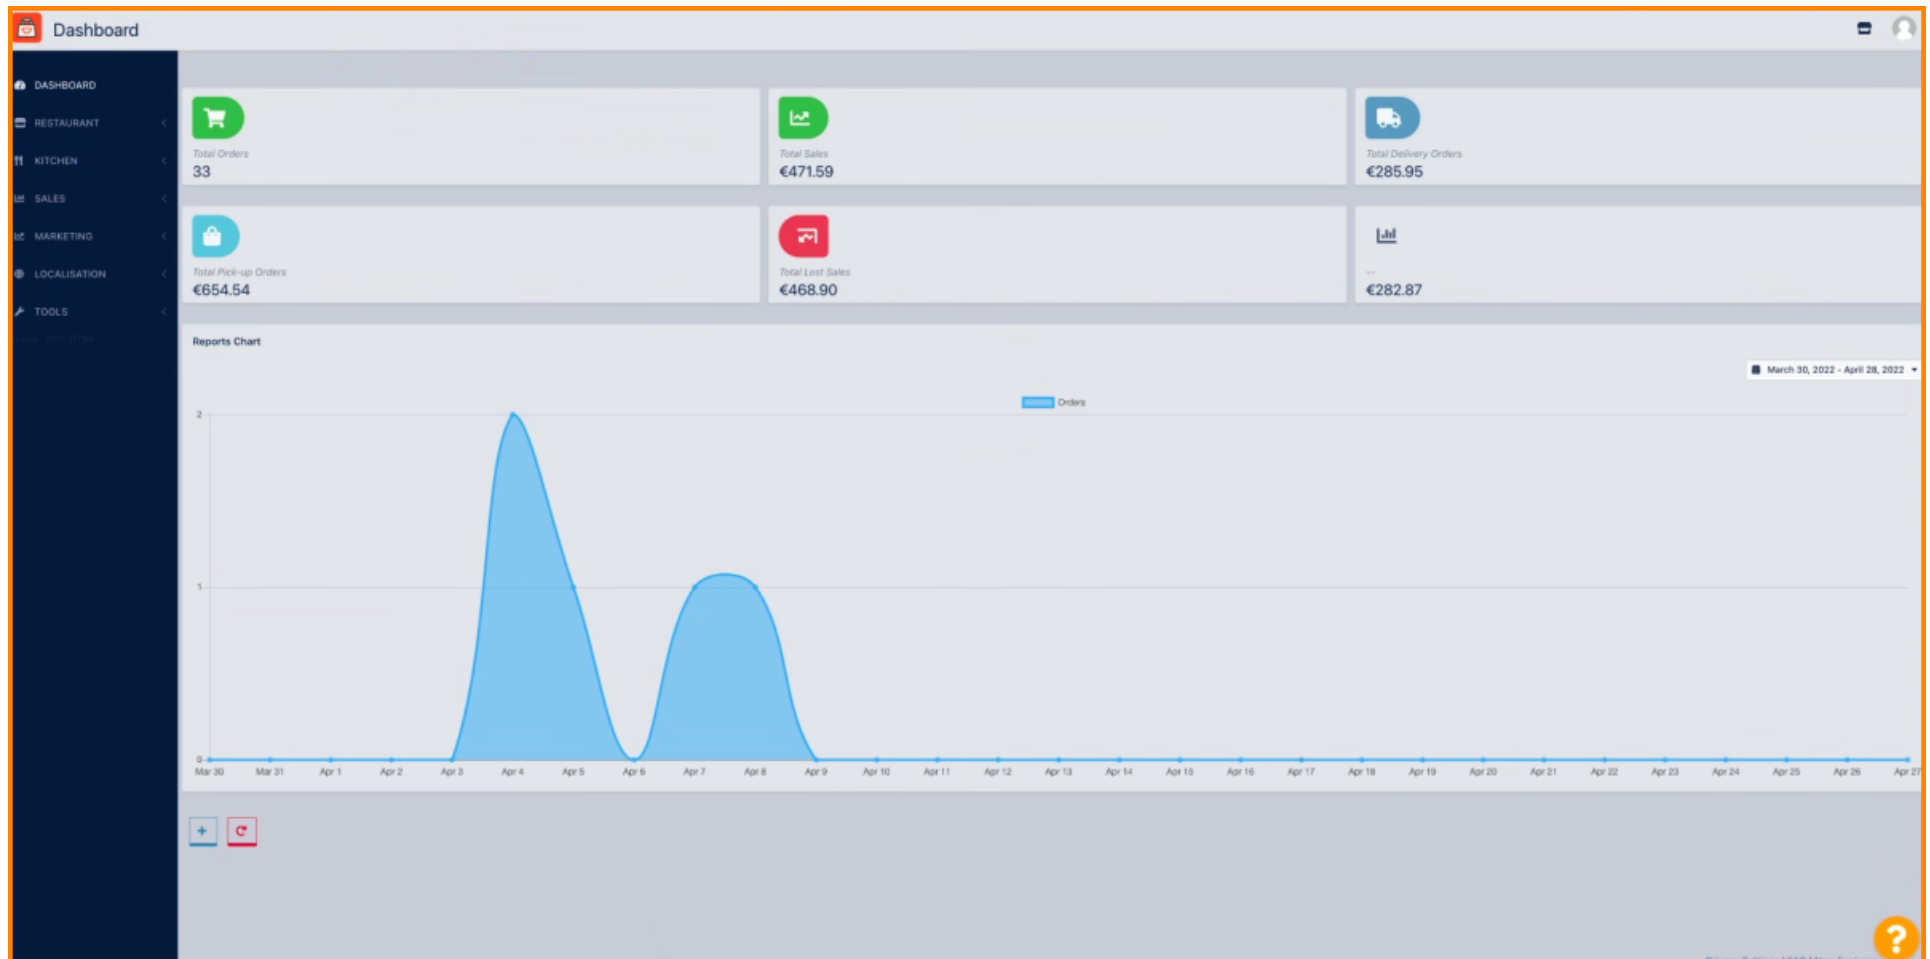 Dashboard
DASHBOARD
RESTAURANT
KITCHEN
SALES
MARKETING
LOCALISATION
TOOLS
Total Orders
33
Total Sales
€471.59
Total Delivery Orders
€285.95
Total Pick-up Orders
€654.54
Total Lost Sales
€468.90
--
€282.87
Reports Chart
March 30, 2022 - April 28, 2022
Orders
2
1
0
Mar 30 Mar 31 Apr 1 Apr 2 Apr 3 Apr 4 Apr 5 Apr 6 Apr 7 Apr 8 Apr 9 Apr 10 Apr 11 Apr 12 Apr 13 Apr 14 Apr 15 Apr 16 Apr 17 Apr 18 Apr 19 Apr 20 Apr 21 Apr 22 Apr 23 Apr 24 Apr 25 Apr 26 Apr 27
+
?